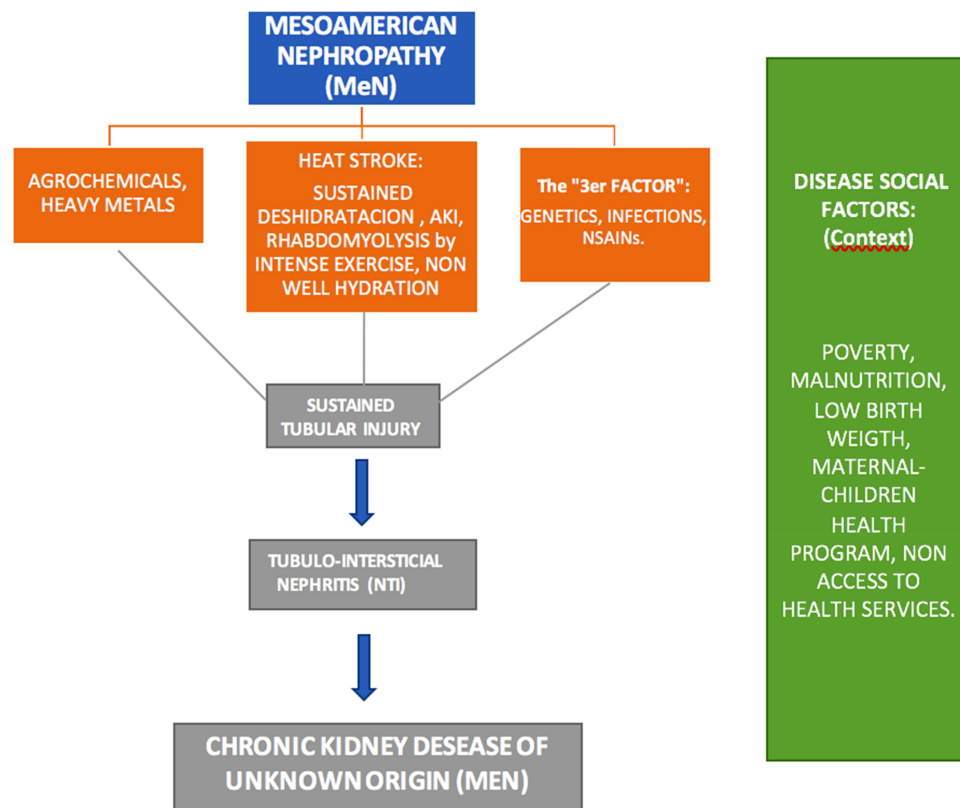 MESOAMERICAN
NEPHROPATHY
(MeN)
AGROCHEMICALS,
HEAVY METALS
HEAT STROKE:
SUSTAINED
DESHIDRATACION , AKI,
RHABDOMYOLYSIS by
INTENSE EXERCISE, NON
WELL HYDRATION
The "3er FACTOR":
GENETICS, INFECTIONS,
NSAINs.
SUSTAINED
TUBULAR INJURY
TUBULO-INTERSTICIAL
NEPHRITIS (NTI)
CHRONIC KIDNEY DESEASE OF
UNKNOWN ORIGIN (MEN)
DISEASE SOCIAL
FACTORS:
(Context)
POVERTY,
MALNUTRITION,
LOW BIRTH
WEIGTH,
MATERNAL-
CHILDREN
HEALTH
PROGRAM, NON
ACCESS TO
HEALTH SERVICES.